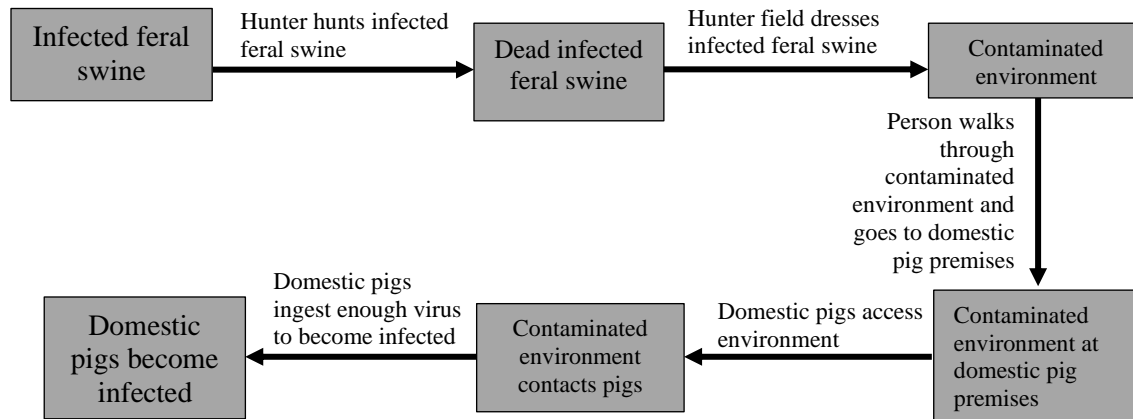 Infected feral
swine
Hunter hunts infected
feral swine
Dead infected
feral swine
Hunter field dresses
infected feral swine
Contaminated
environment
Person walks
through
contaminated
environment and
goes to domestic
pig premises
Contaminated
environment at
domestic pig
premises
Domestic pigs access
environment
Contaminated
environment
contacts pigs
Domestic pigs
ingest enough virus
to become infected
Domestic
pigs become
infected